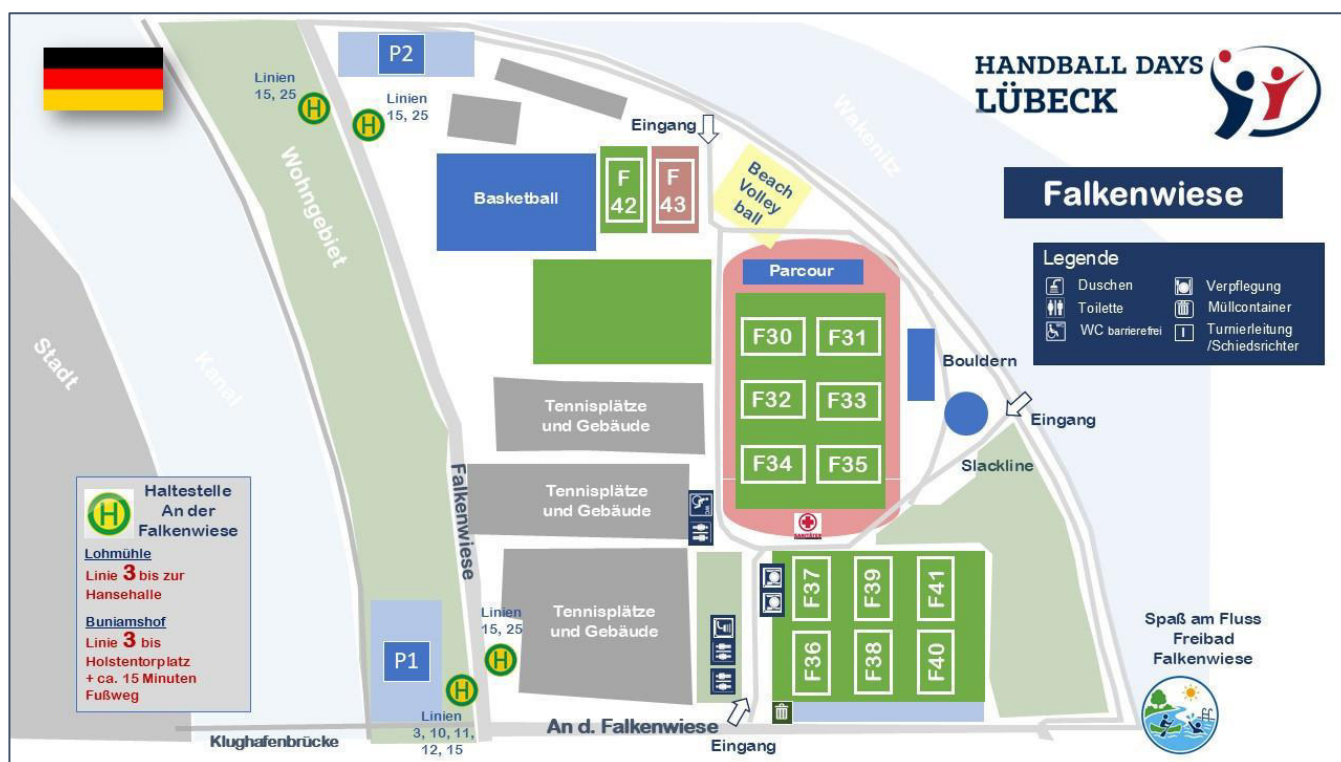 HANDBALL DAYS
LÜBECK
Falkenwiese
Legende
Duschen
Toilette
WC barrierefrei
Verpflegung
Müllcontainer
Turnierleitung
/Schiedsrichter
P2
Linien
15, 25
H
Linien
15, 25
H
Eingang
Wakenitz
Wohngebiet
Basketball
F
42
F
43
Beach
Volley
ball
Parcour
F30
F31
F32
F33
F34
F35
Bouldern
Eingang
Slackline
Stadt
Kanal
Tennisplätze
und Gebäude
Tennisplätze
und Gebäude
Tennisplätze
und Gebäude
Falkenwiese
WC
SANITÄTER
H
Haltestelle
An der
Falkenwiese
Lohmühle
Linie 3 bis zur
Hansehalle
Buniamshof
Linie 3 bis
Holstentorplatz
+ ca. 15 Minuten
Fußweg
Linien
15, 25
H
P1
H
Linien
3, 10, 11,
12, 15
F37
F39
F41
F36
F38
F40
Spaß am Fluss
Freibad
Falkenwiese
An d. Falkenwiese
Eingang
Klughafenbrücke